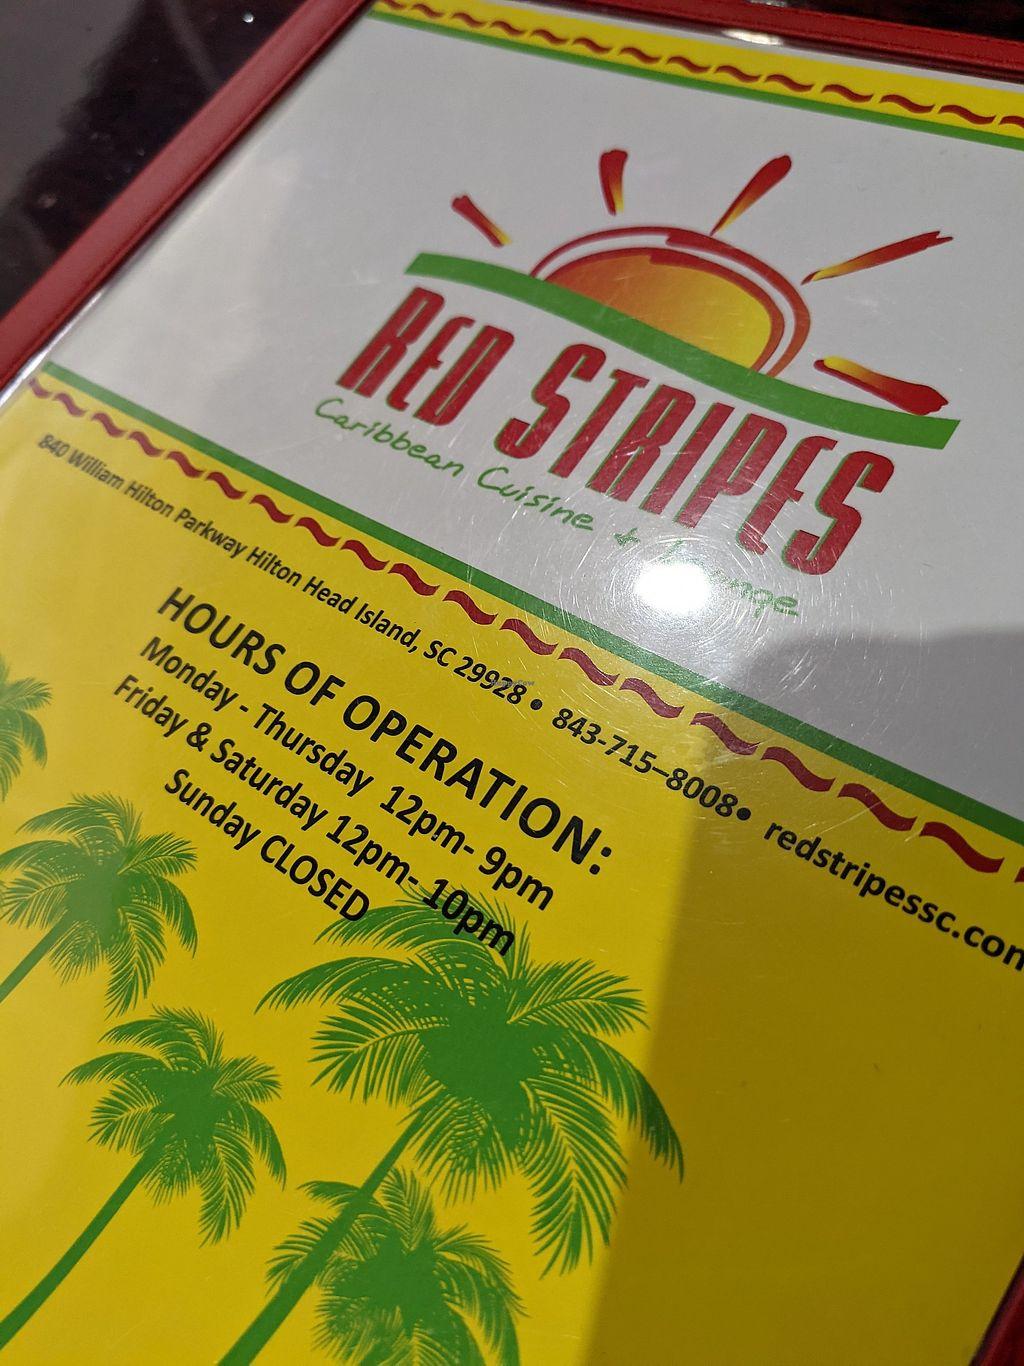 RED STRIPES
Caribbean Cuisine + Lounge
840 William Hilton Parkway Hilton Head Island, SC 29928 • 843-715–8008• redstripessc.com
HOURS OF OPERATION:
Monday - Thursday 12pm- 9pm
Friday & Saturday 12pm- 10pm
Sunday CLOSED